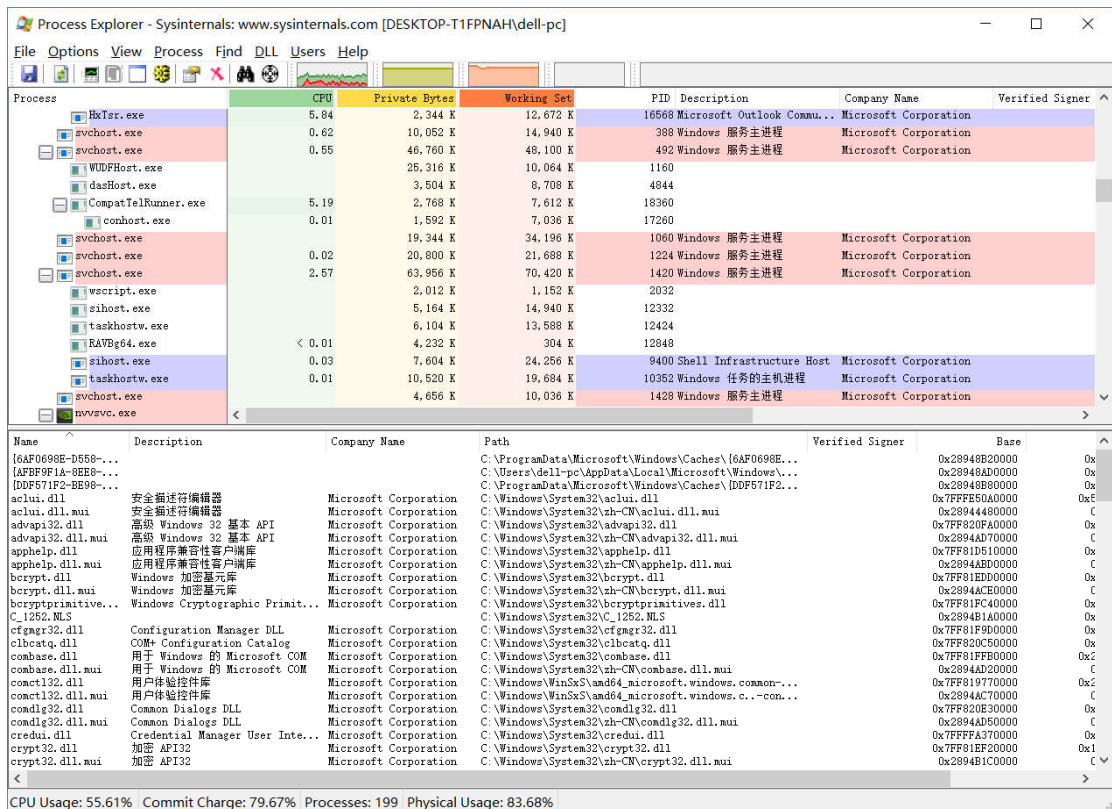 Process Explorer - Sysinternals: www.sysinternals.com [DESKTOP-T1FPNAH\dell-pc]
File Options View Process Find DLL Users Help
Process CPU Private Bytes Working Set PID Description Company Name Verified Signer
HxTsr.exe 5.84 2,344 K 12,672 K 16568 Microsoft Outlook Commu... Microsoft Corporation
svchost.exe 0.62 10,052 K 14,940 K 388 Windows 服务主进程 Microsoft Corporation
svchost.exe 0.55 46,760 K 48,100 K 492 Windows 服务主进程 Microsoft Corporation
WUDFHost.exe 25,316 K 10,064 K 1160
dasHost.exe 3,504 K 8,708 K 4844
CompatTelRunner.exe 5.19 2,768 K 7,612 K 18360
conhost.exe 0.01 1,592 K 7,036 K 17260
svchost.exe 19,344 K 34,196 K 1060 Windows 服务主进程 Microsoft Corporation
svchost.exe 0.02 20,800 K 21,688 K 1224 Windows 服务主进程 Microsoft Corporation
svchost.exe 2.57 63,956 K 70,420 K 1420 Windows 服务主进程 Microsoft Corporation
wscript.exe 2,012 K 1,152 K 2032
sihost.exe 5,164 K 14,940 K 12332
taskhostw.exe 6,104 K 13,588 K 12424
RAVBg64.exe < 0.01 4,232 K 304 K 12848
sihost.exe 0.03 7,604 K 24,256 K 9400 Shell Infrastructure Host Microsoft Corporation
taskhostw.exe 0.01 10,520 K 19,684 K 10352 Windows 任务的主机进程 Microsoft Corporation
svchost.exe 4,656 K 10,036 K 1428 Windows 服务主进程 Microsoft Corporation
nvvsvc.exe
Name Description Company Name Path Verified Signer Base
{6AF0698E-D558-... C:\ProgramData\Microsoft\Windows\Caches\{6AF0698E... 0x28948B20000 0x
{AFBF9F1A-8EE8-... C:\Users\dell-pc\AppData\Local\Microsoft\Windows\... 0x28948AD0000 0x
{DDF571F2-BE98-... C:\ProgramData\Microsoft\Windows\Caches\{DDF571F2... 0x28948B80000 0x
aclui.dll 安全描述符编辑器 Microsoft Corporation C:\Windows\System32\aclui.dll 0x7FFFE50A0000 0x5
aclui.dll.mui 安全描述符编辑器 Microsoft Corporation C:\Windows\System32\zh-CN\aclui.dll.mui 0x28944480000
advapi32.dll 高级 Windows 32 基本 API Microsoft Corporation C:\Windows\System32\advapi32.dll 0x7FF820FA0000 0x
advapi32.dll.mui 高级 Windows 32 基本 API Microsoft Corporation C:\Windows\System32\zh-CN\advapi32.dll.mui 0x2894AD70000
apphelp.dll 应用程序兼容性客户端库 Microsoft Corporation C:\Windows\System32\apphelp.dll 0x7FF81D510000 0x
apphelp.dll.mui 应用程序兼容性客户端库 Microsoft Corporation C:\Windows\System32\zh-CN\apphelp.dll.mui 0x2894ABD0000
bcrypt.dll Windows 加密基元库 Microsoft Corporation C:\Windows\System32\bcrypt.dll 0x7FF81EDD0000 0x
bcrypt.dll.mui Windows 加密基元库 Microsoft Corporation C:\Windows\System32\zh-CN\bcrypt.dll.mui 0x2894ACE0000
bcryptprimitive... Windows Cryptographic Primit... Microsoft Corporation C:\Windows\System32\bcryptprimitives.dll 0x7FF81FC40000 0x
C_1252.NLS C:\Windows\System32\C_1252.NLS 0x2894B1A0000
cfgmgr32.dll Configuration Manager DLL Microsoft Corporation C:\Windows\System32\cfgmgr32.dll 0x7FF81F9D0000 0x
clbcatq.dll COM+ Configuration Catalog Microsoft Corporation C:\Windows\System32\clbcatq.dll 0x7FF820C50000 0x
combase.dll 用于 Windows 的 Microsoft COM Microsoft Corporation C:\Windows\System32\combase.dll 0x7FF81FFB0000 0x2
combase.dll.mui 用于 Windows 的 Microsoft COM Microsoft Corporation C:\Windows\System32\zh-CN\combase.dll.mui 0x2894AD20000
comctl32.dll 用户体验控件库 Microsoft Corporation C:\Windows\WinSxS\amd64_microsoft.windows.common-... 0x7FF819770000 0x2
comctl32.dll.mui 用户体验控件库 Microsoft Corporation C:\Windows\WinSxS\amd64_microsoft.windows.c..-con... 0x2894AC70000
comdlg32.dll Common Dialogs DLL Microsoft Corporation C:\Windows\System32\comdlg32.dll 0x7FF820E30000 0x
comdlg32.dll.mui Common Dialogs DLL Microsoft Corporation C:\Windows\System32\zh-CN\comdlg32.dll.mui 0x2894AD50000
credui.dll Credential Manager User Inte... Microsoft Corporation C:\Windows\System32\credui.dll 0x7FFFFA370000 0x
crypt32.dll 加密 API32 Microsoft Corporation C:\Windows\System32\crypt32.dll 0x7FF81EF20000 0x1
crypt32.dll.mui 加密 API32 Microsoft Corporation C:\Windows\System32\zh-CN\crypt32.dll.mui 0x2894B1C0000
CPU Usage: 55.61% Commit Charge: 79.67% Processes: 199 Physical Usage: 83.68%